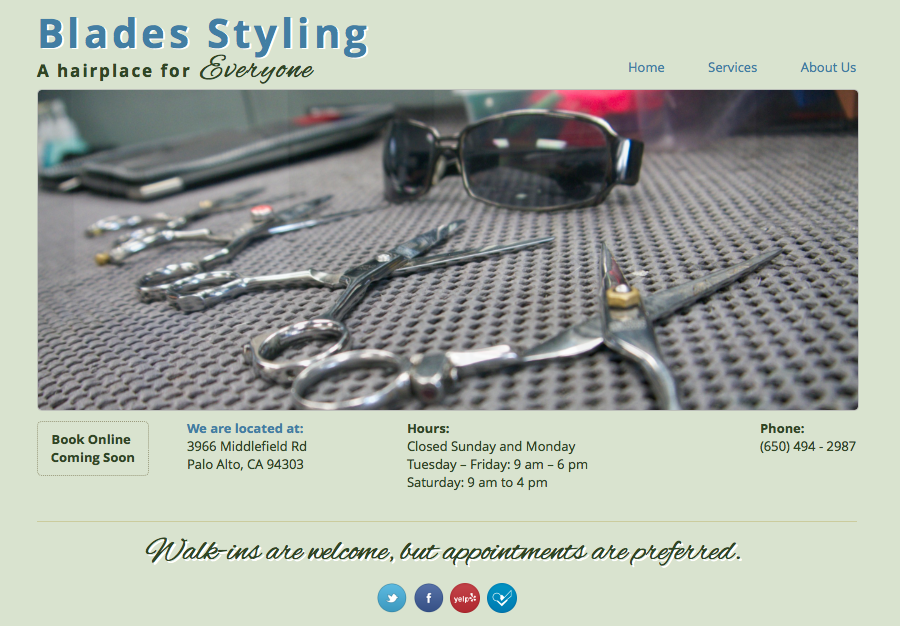 Blades Styling
A hairplace for Everyone
Home Services About Us
Book Online
Coming Soon
We are located at:
3966 Middlefield Rd
Palo Alto, CA 94303
Hours:
Closed Sunday and Monday
Tuesday – Friday: 9 am – 6 pm
Saturday: 9 am to 4 pm
Phone:
(650) 494 - 2987
Walk-ins are welcome, but appointments are preferred.
f
yelp